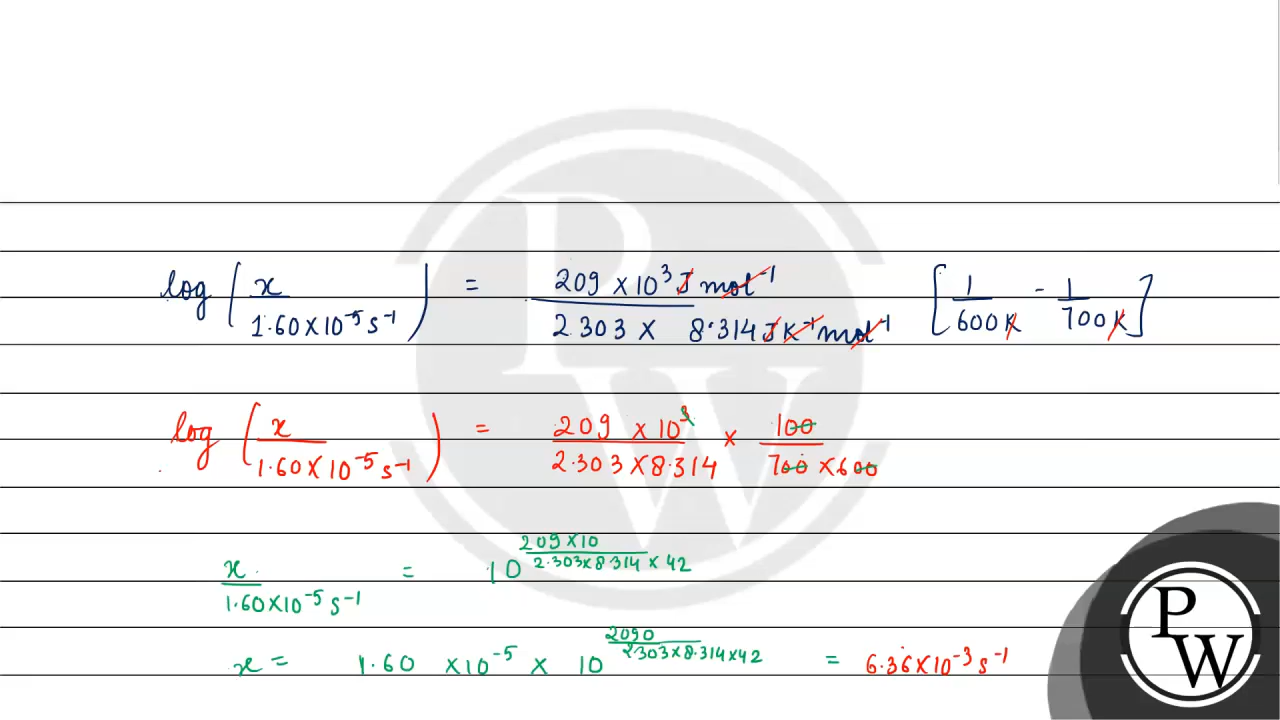 log (x / 1.60 × 10⁻⁵ s⁻¹) = 209 × 10³ J mol⁻¹ / 2.303 × 8.314 J K⁻¹ mol⁻¹ [1 / 600 K - 1 / 700 K]
log (x / 1.60 × 10⁻⁵ s⁻¹) = 209 × 10³ / 2.303 × 8.314 × 100 / 700 × 600
x / 1.60 × 10⁻⁵ s⁻¹ = 10^(209 × 10 / 2.303 × 8.314 × 42)
x = 1.60 × 10⁻⁵ × 10^(2090 / 2.303 × 8.314 × 42) = 6.36 × 10⁻³ s⁻¹
P
W
P
W